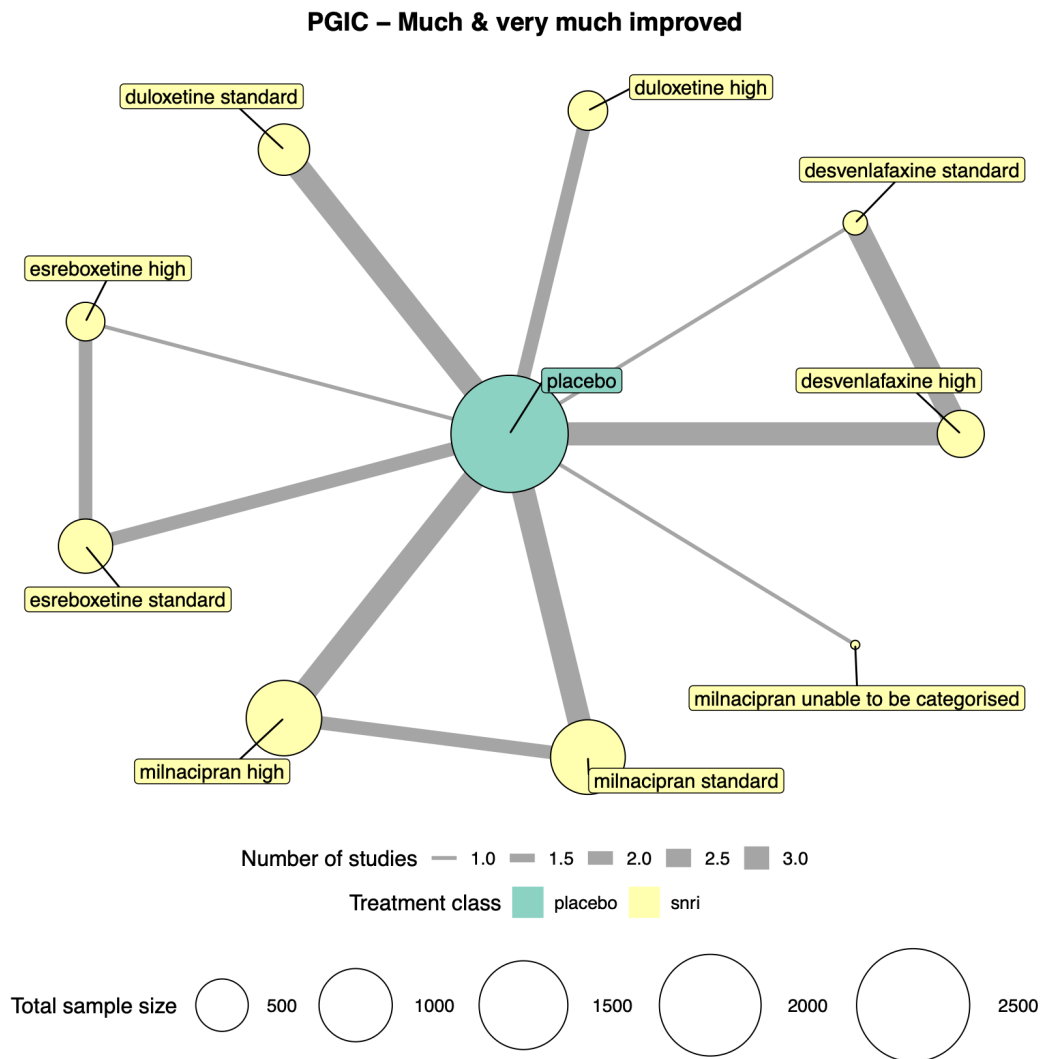 PGIC – Much & very much improved
duloxetine standard
duloxetine high
desvenlafaxine standard
esreboxetine high
placebo
desvenlafaxine high
esreboxetine standard
milnacipran unable to be categorised
milnacipran high
milnacipran standard
Number of studies 1.0 1.5 2.0 2.5 3.0
Treatment class placebo snri
Total sample size 500 1000 1500 2000 2500